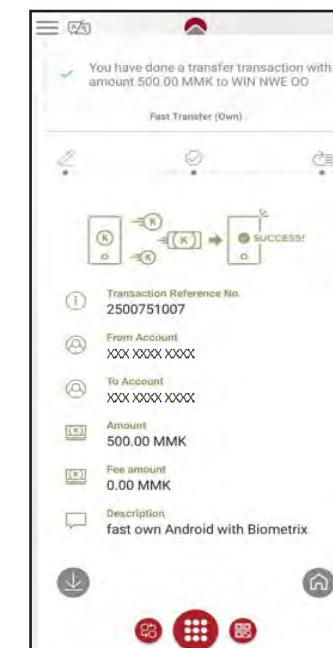 You have done a transfer transaction with
amount 500.00 MMK to WIN NWE OO
Fast Transfer (Own)
SUCCESS!
Transaction Reference No.
2500751007
From Account
XXX XXXX XXXX
To Account
XXX XXXX XXXX
Amount
500.00 MMK
Fee amount
0.00 MMK
Description
fast own Android with Biometrix